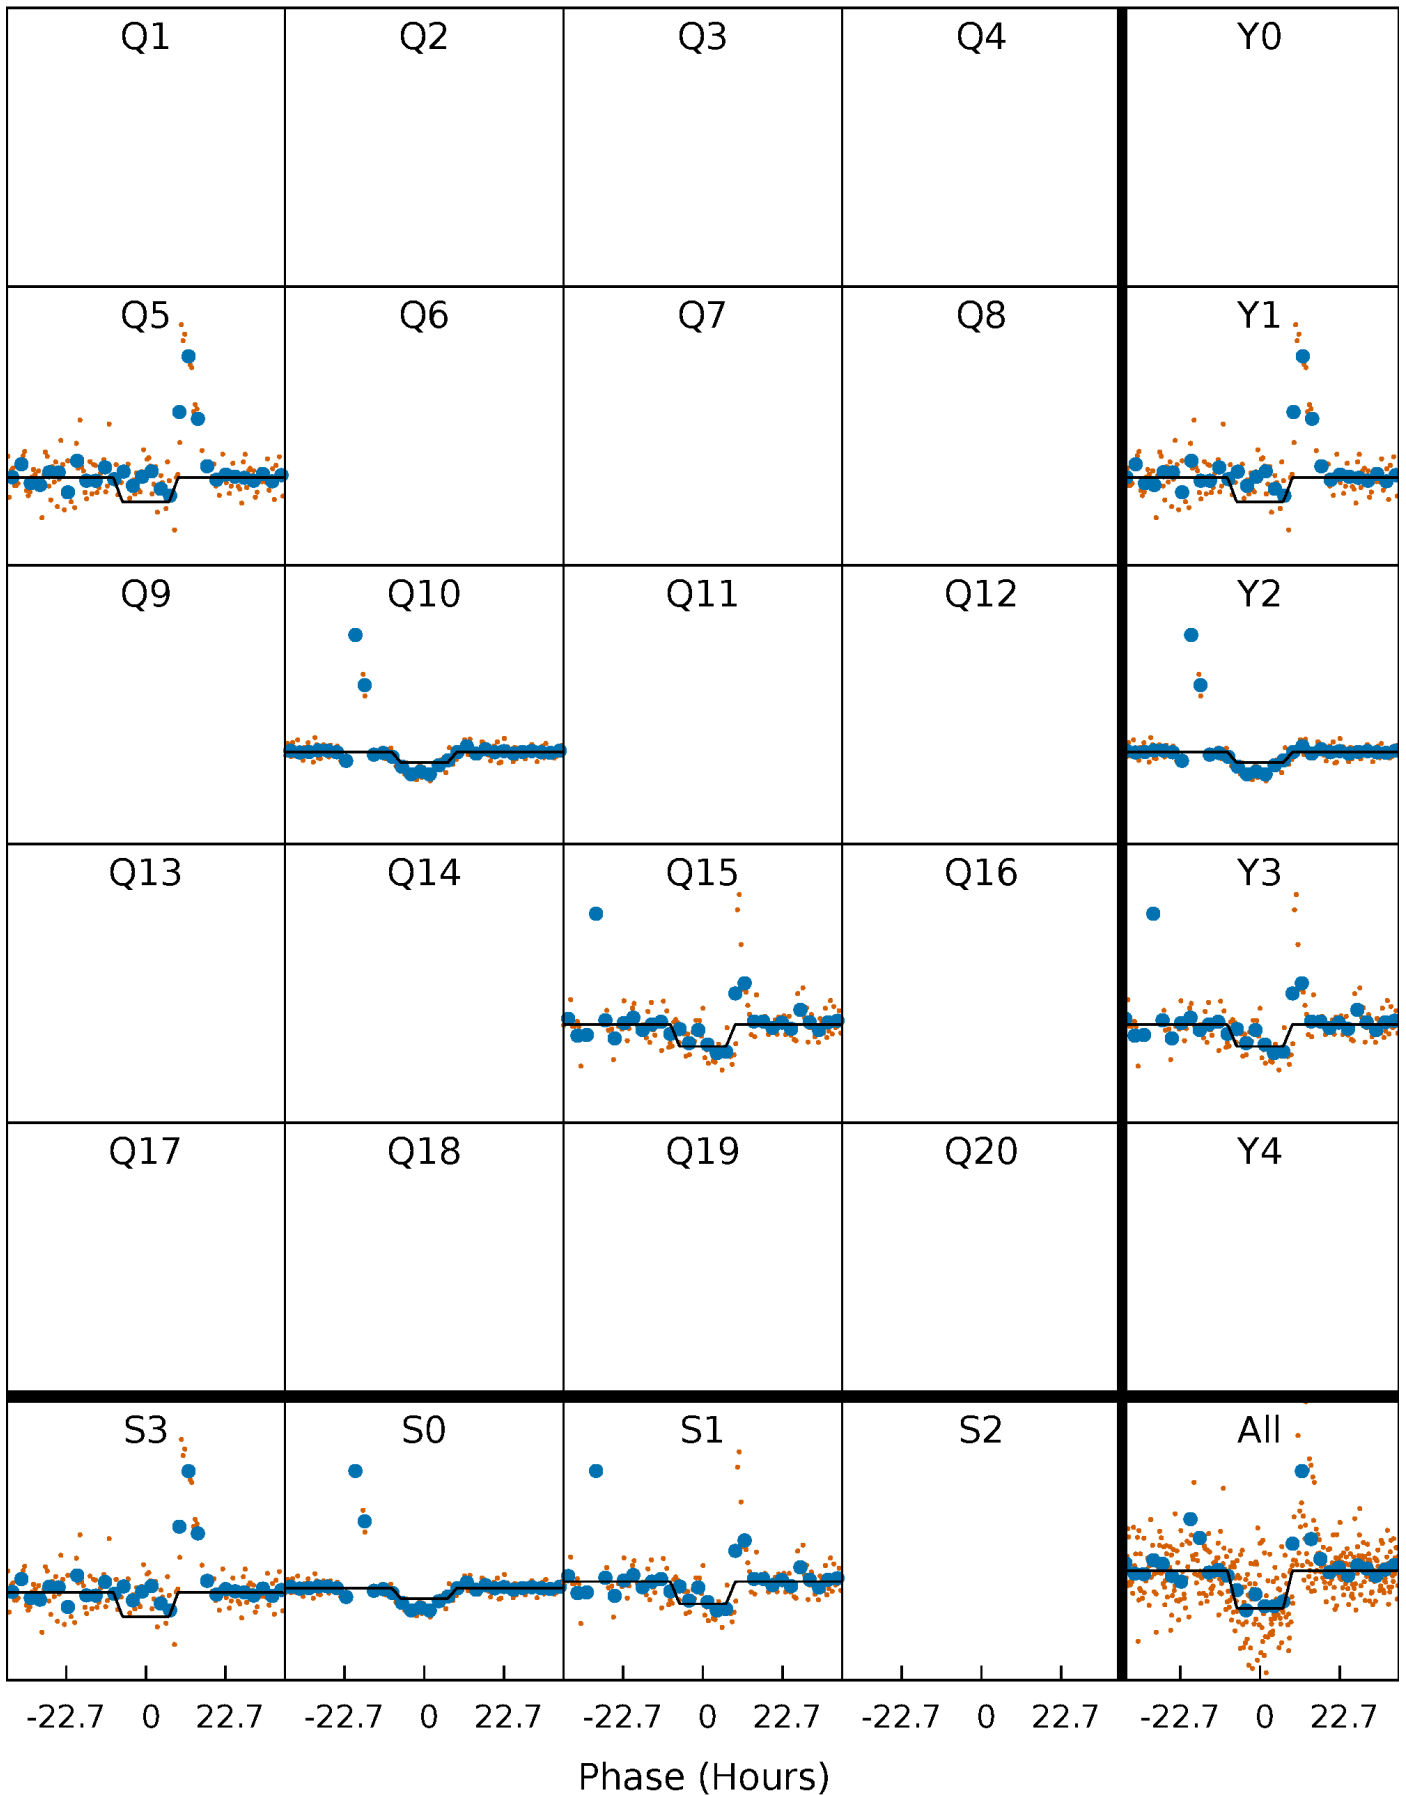 Q1 Q2 Q3 Q4 Y0
Q5 Q6 Q7 Q8 Y1
Q9 Q10 Q11 Q12 Y2
Q13 Q14 Q15 Q16 Y3
Q17 Q18 Q19 Q20 Y4
S3 S0 S1 S2 All
-22.7 0 22.7 -22.7 0 22.7 -22.7 0 22.7 -22.7 0 22.7 -22.7 0 22.7
Phase (Hours)